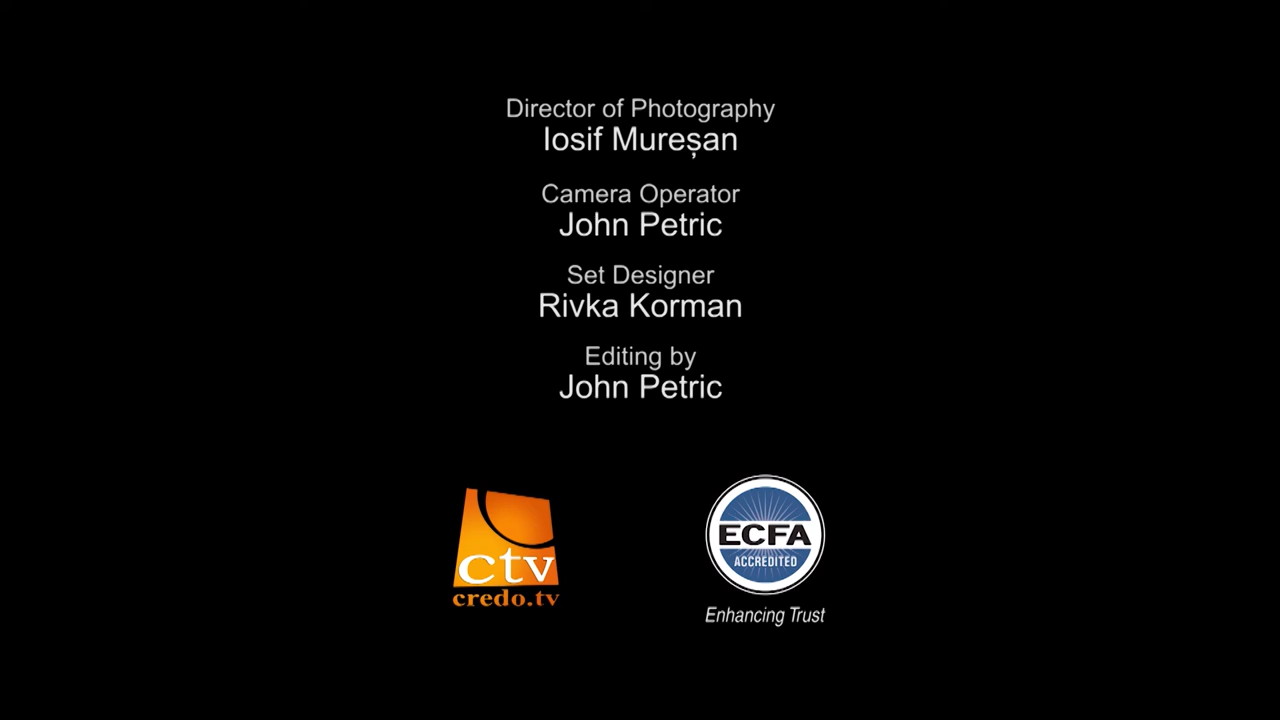 Director of Photography
Iosif Mureșan
Camera Operator
John Petric
Set Designer
Rivka Korman
Editing by
John Petric
ctv
credo.tv
ECFA
ACCREDITED
Enhancing Trust